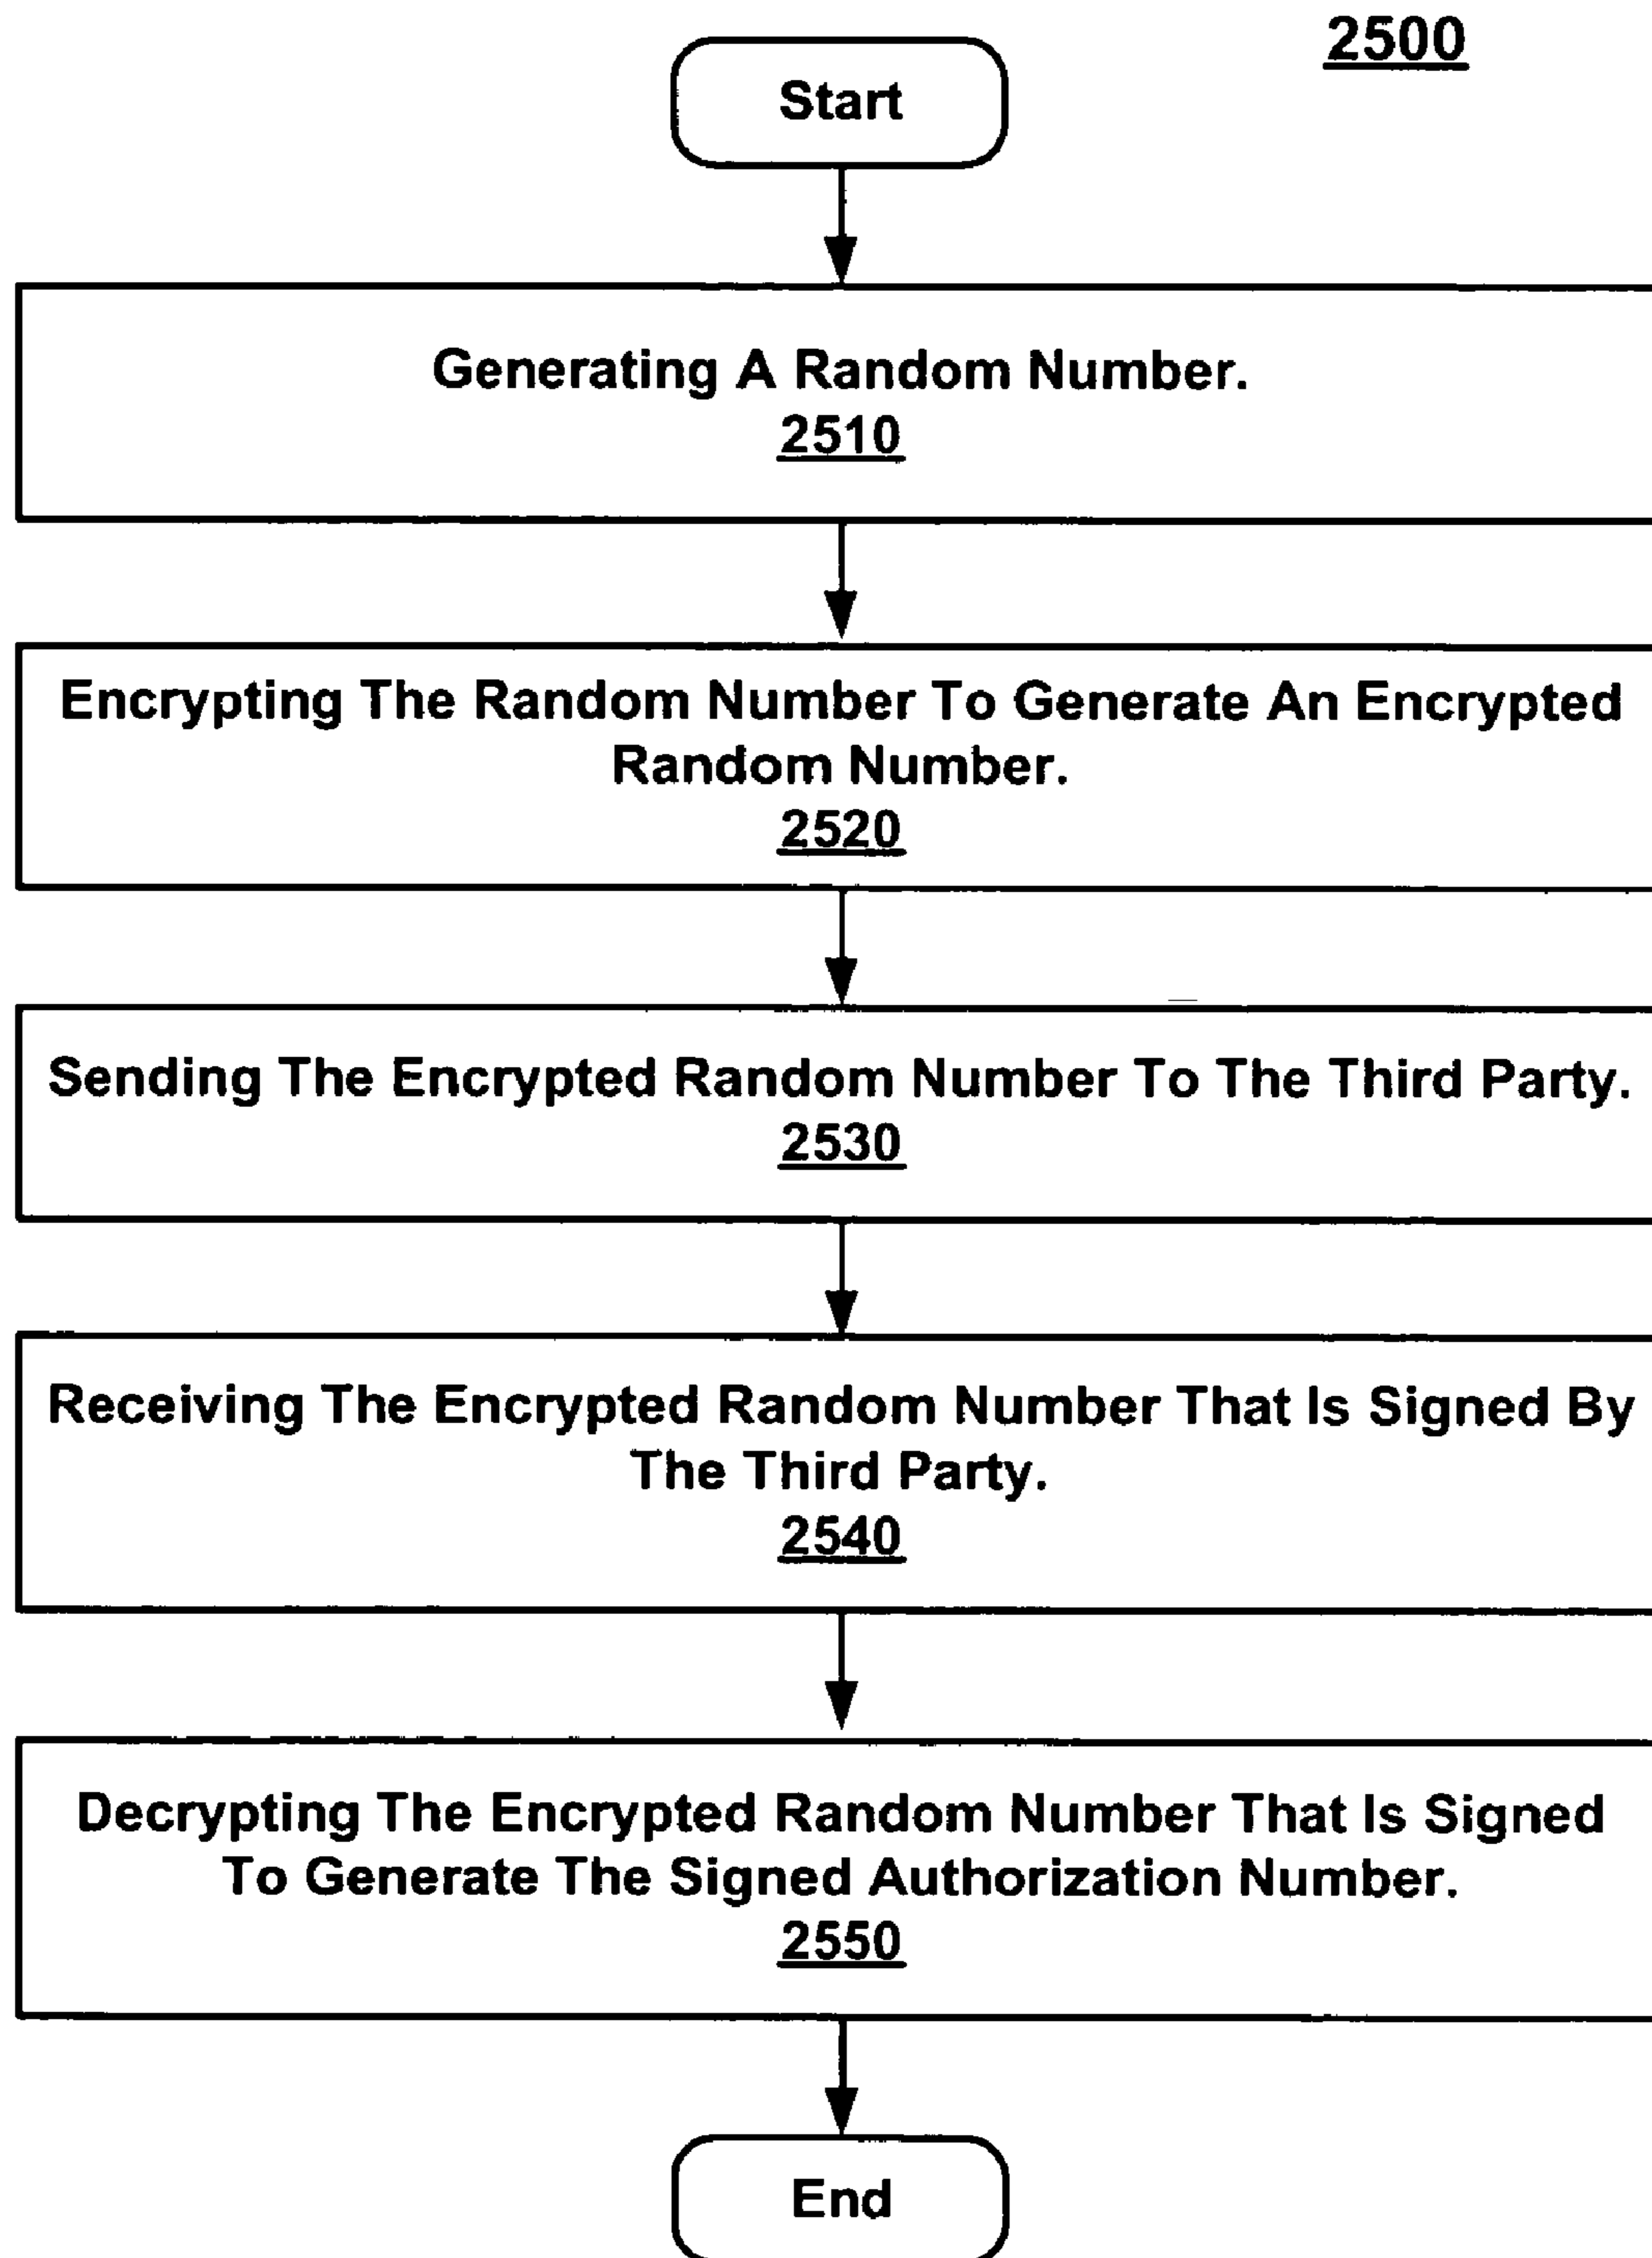 2500
Start
Generating A Random Number.
2510
Encrypting The Random Number To Generate An Encrypted
Random Number.
2520
Sending The Encrypted Random Number To The Third Party.
2530
Receiving The Encrypted Random Number That Is Signed By
The Third Party.
2540
Decrypting The Encrypted Random Number That Is Signed
To Generate The Signed Authorization Number.
2550
End